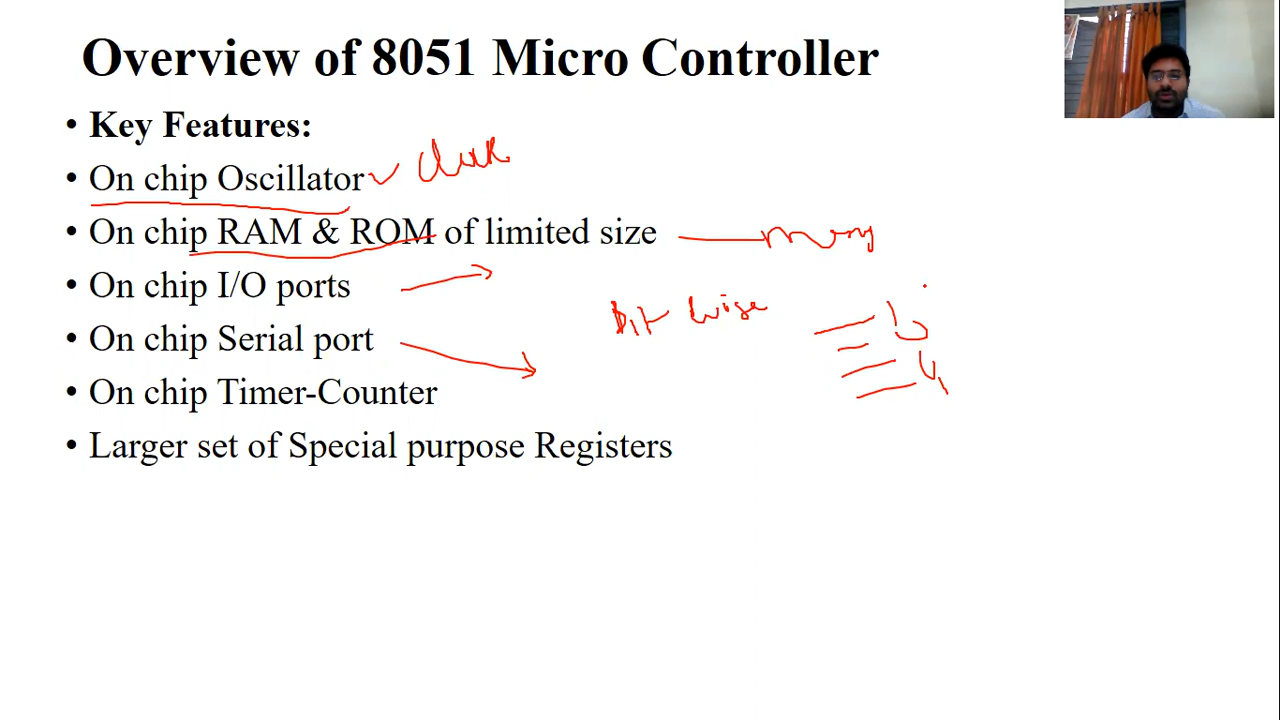 Overview of 8051 Micro Controller
• Key Features:
• On chip Oscillator
• On chip RAM & ROM of limited size
• On chip I/O ports
bit wise
• On chip Serial port
• On chip Timer-Counter
• Larger set of Special purpose Registers